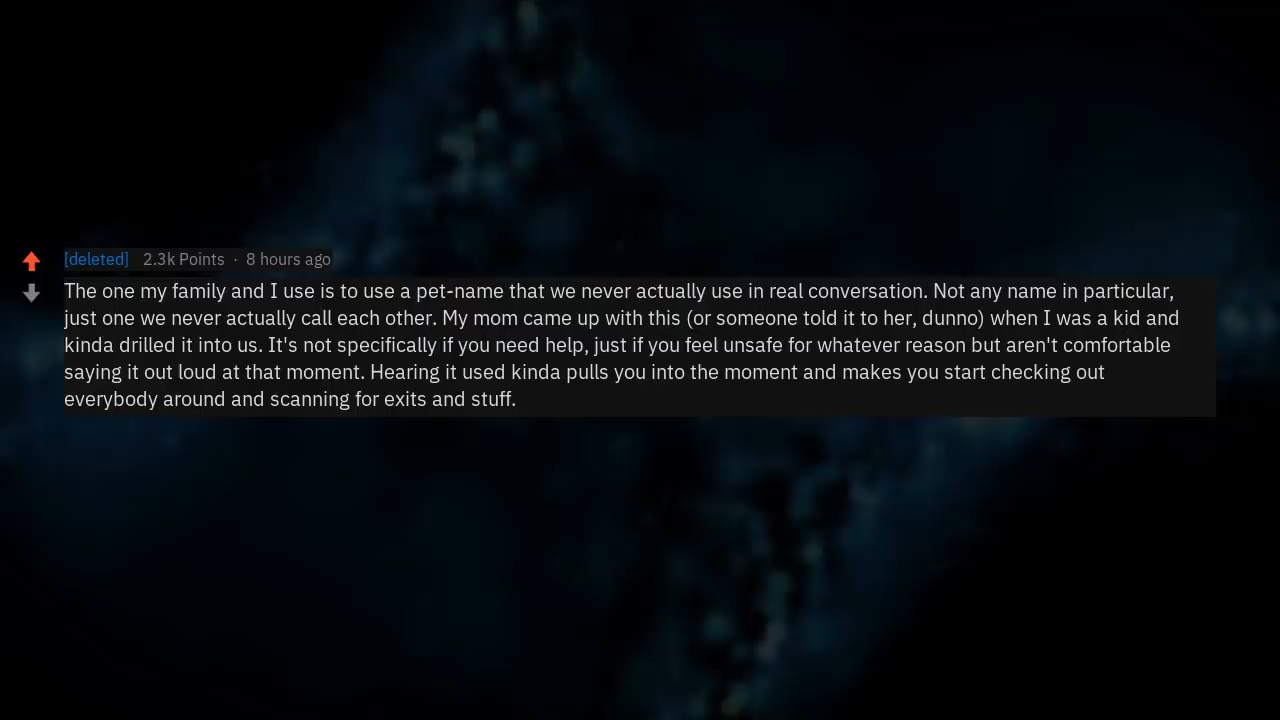 [deleted] 2.3k Points · 8 hours ago
The one my family and I use is to use a pet-name that we never actually use in real conversation. Not any name in particular,
just one we never actually call each other. My mom came up with this (or someone told it to her, dunno) when I was a kid and
kinda drilled it into us. It's not specifically if you need help, just if you feel unsafe for whatever reason but aren't comfortable
saying it out loud at that moment. Hearing it used kinda pulls you into the moment and makes you start checking out
everybody around and scanning for exits and stuff.